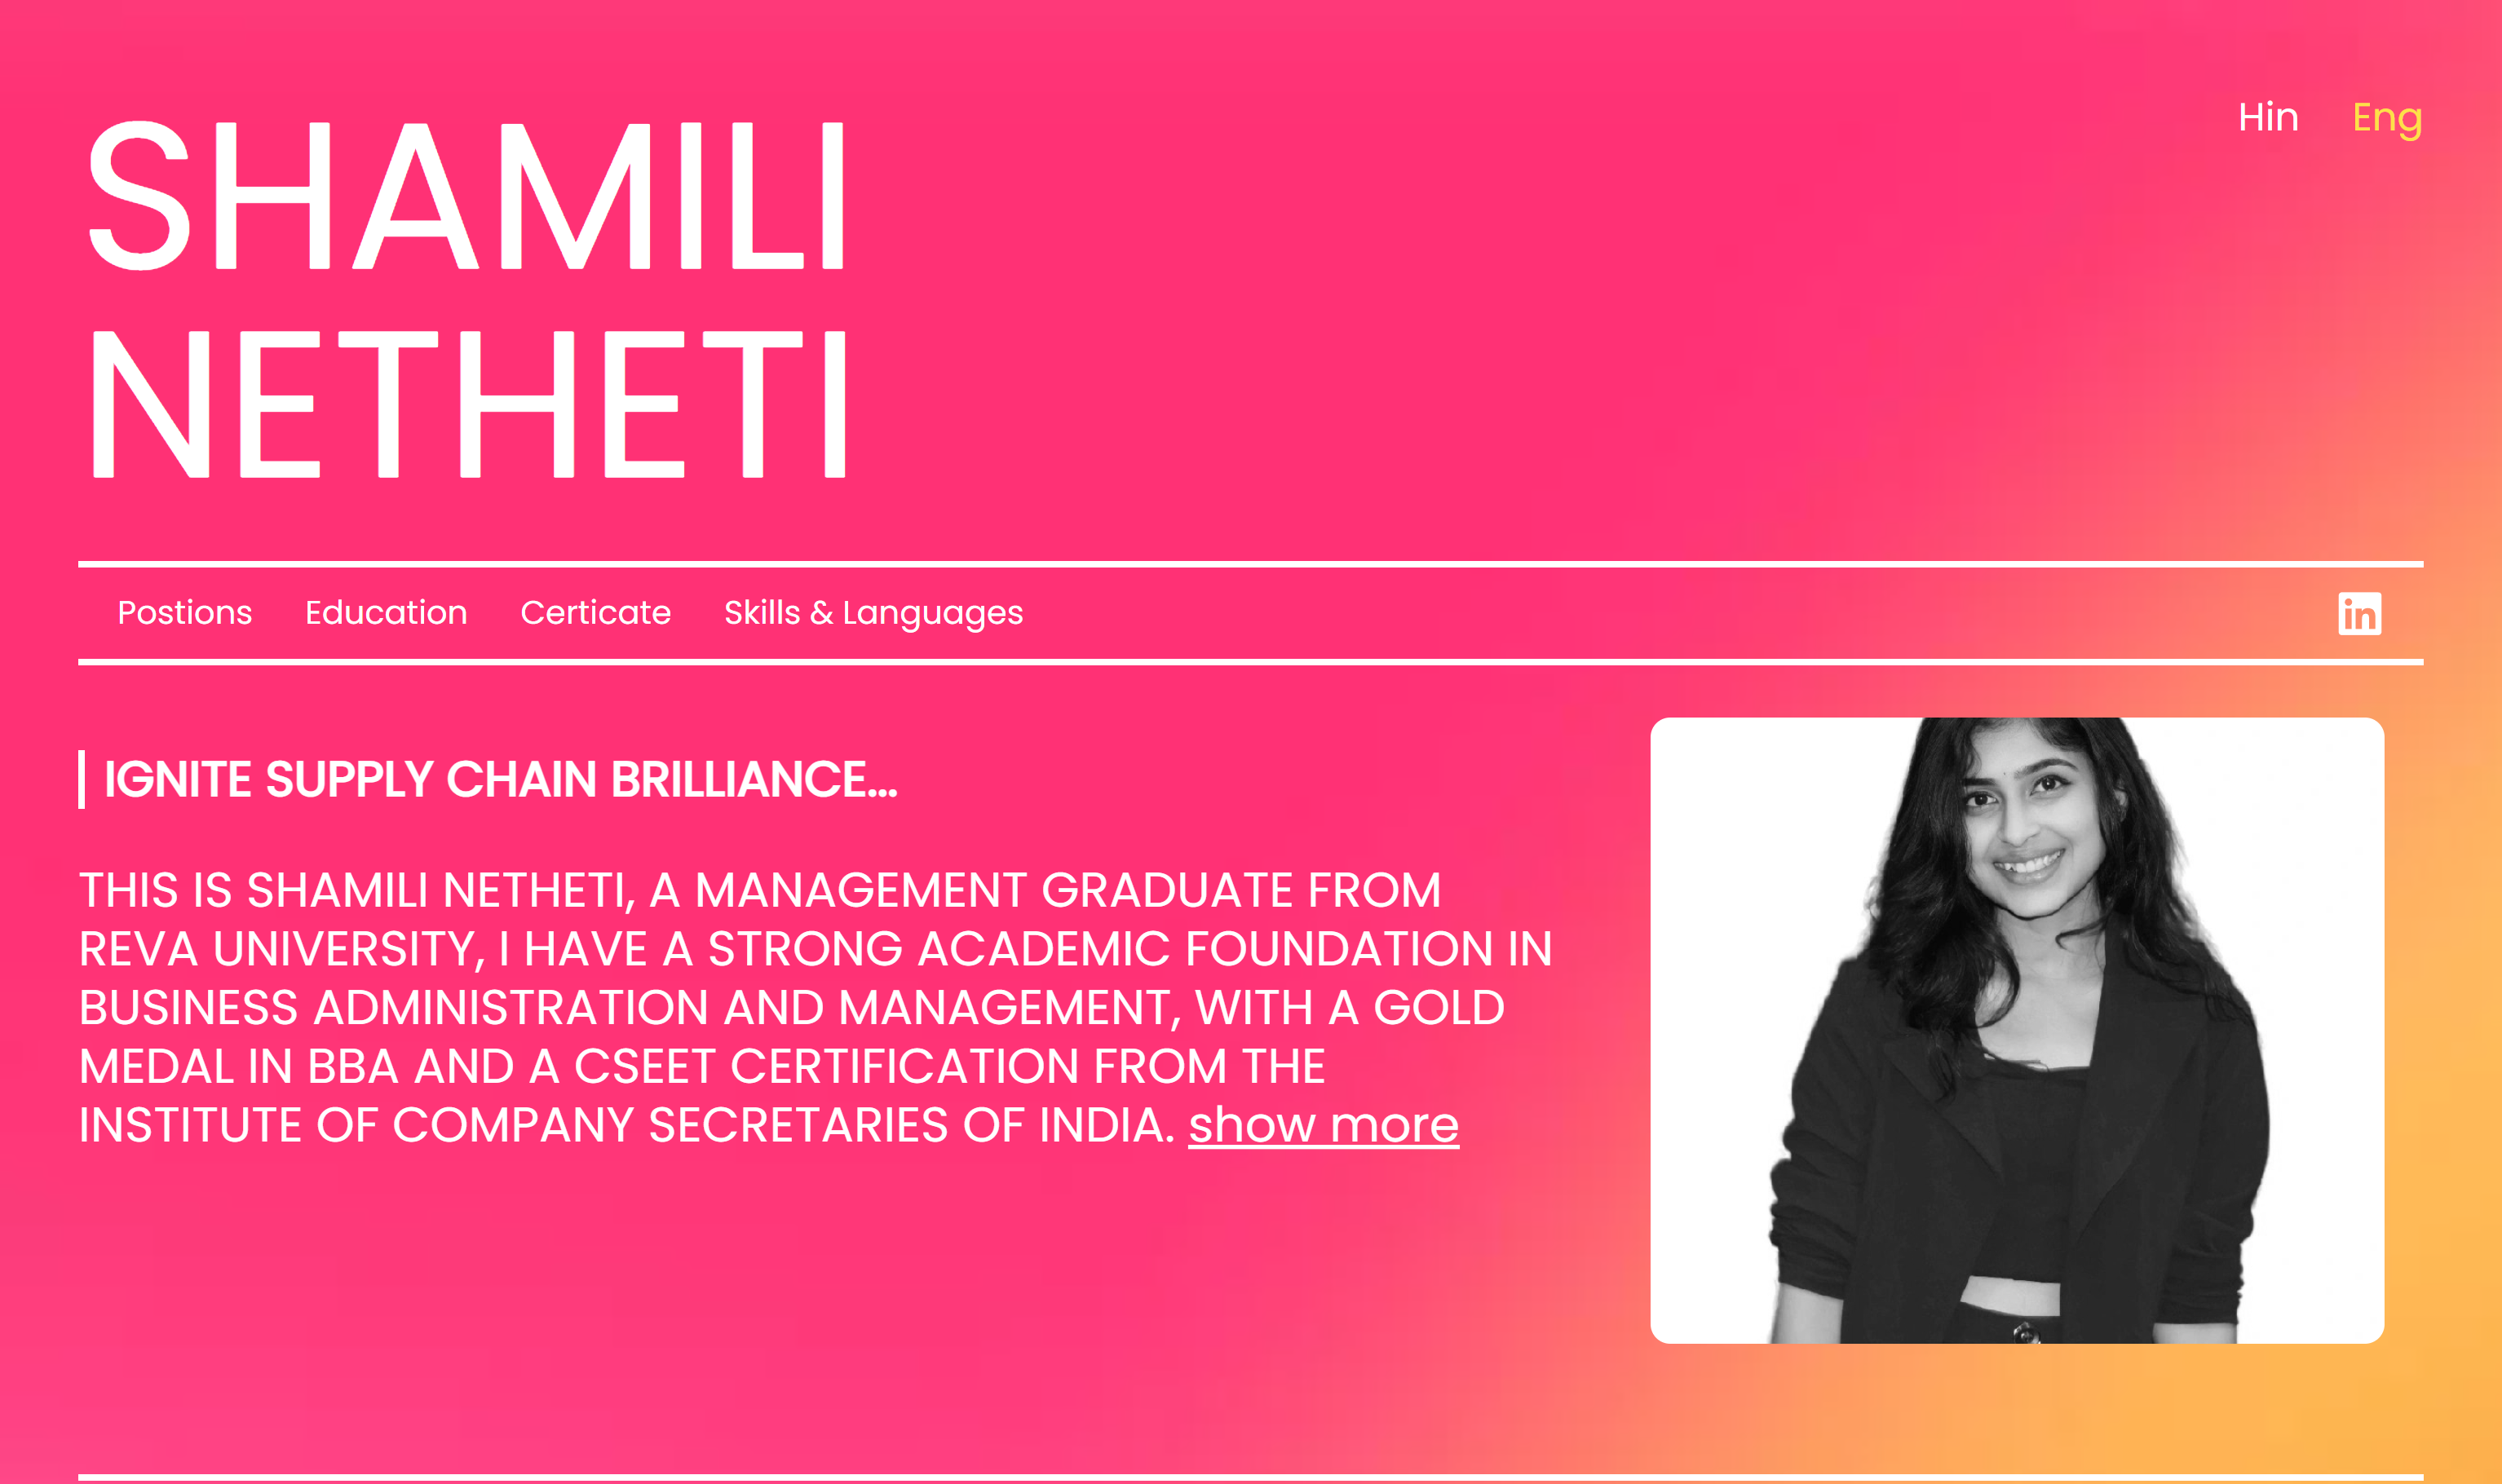 Hin Eng
SHAMILI
NETHETI
Postions Education Certicate Skills & Languages in
IGNITE SUPPLY CHAIN BRILLIANCE...
THIS IS SHAMILI NETHETI, A MANAGEMENT GRADUATE FROM
REVA UNIVERSITY, I HAVE A STRONG ACADEMIC FOUNDATION IN
BUSINESS ADMINISTRATION AND MANAGEMENT, WITH A GOLD
MEDAL IN BBA AND A CSEET CERTIFICATION FROM THE
INSTITUTE OF COMPANY SECRETARIES OF INDIA. show more